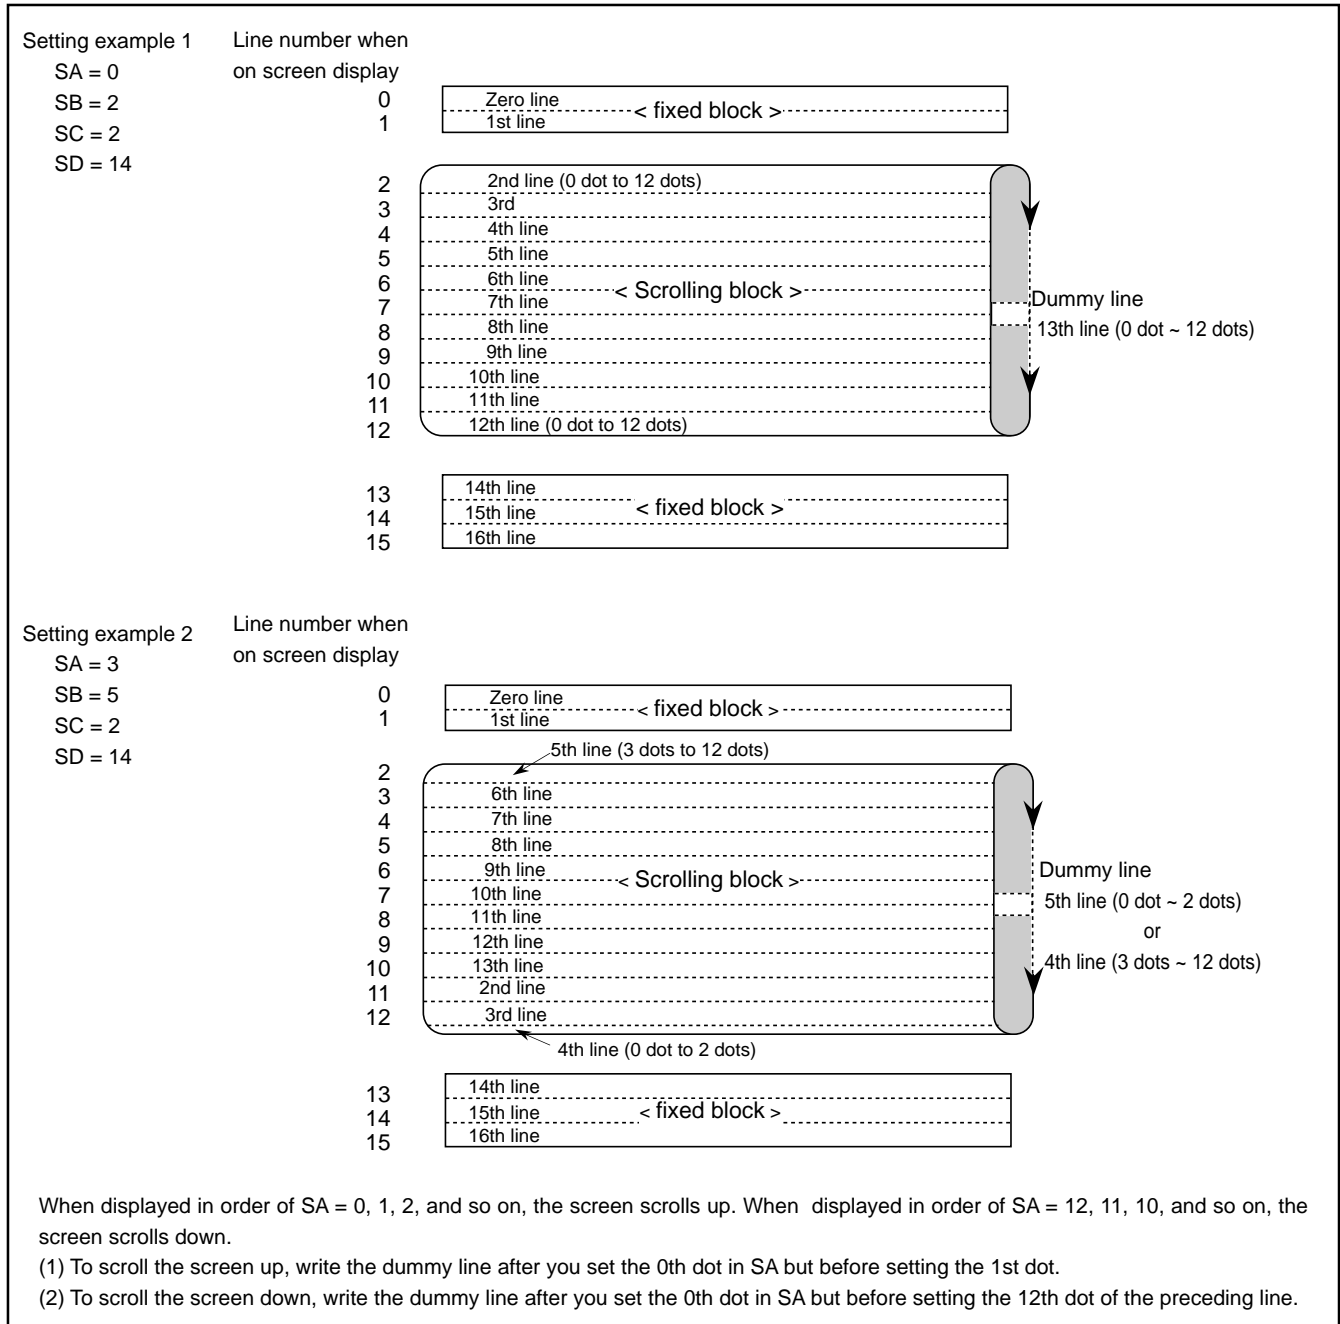 Setting example 1
SA = 0
SB = 2
SC = 2
SD = 14
Line number when
on screen display
0
1
Zero line
1st line
< fixed block >
2
3
4
5
6
7
8
9
10
11
12
2nd line (0 dot to 12 dots)
3rd
4th line
5th line
6th line
7th line
8th line
9th line
10th line
11th line
12th line (0 dot to 12 dots)
< Scrolling block >
Dummy line
13th line (0 dot ~ 12 dots)
13
14
15
14th line
15th line
16th line
< fixed block >
Setting example 2
SA = 3
SB = 5
SC = 2
SD = 14
Line number when
on screen display
0
1
Zero line
1st line
< fixed block >
5th line (3 dots to 12 dots)
2
3
4
5
6
7
8
9
10
11
12
6th line
7th line
8th line
9th line
10th line
11th line
12th line
13th line
2nd line
3rd line
< Scrolling block >
4th line (0 dot to 2 dots)
Dummy line
5th line (0 dot ~ 2 dots)
or
4th line (3 dots ~ 12 dots)
13
14
15
14th line
15th line
16th line
< fixed block >
When displayed in order of SA = 0, 1, 2, and so on, the screen scrolls up. When displayed in order of SA = 12, 11, 10, and so on, the
screen scrolls down.
(1) To scroll the screen up, write the dummy line after you set the 0th dot in SA but before setting the 1st dot.
(2) To scroll the screen down, write the dummy line after you set the 0th dot in SA but before setting the 12th dot of the preceding line.